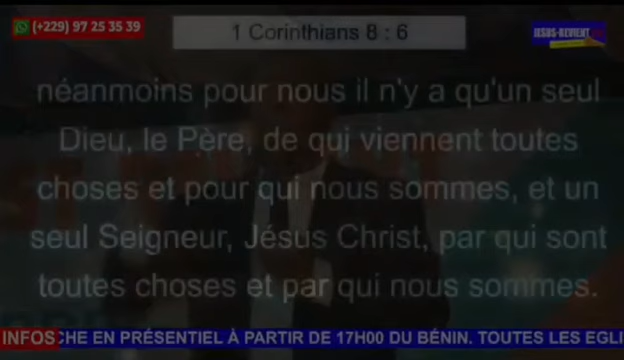 (+229) 97 25 35 39
1 Corinthians 8 : 6
JESUS-REVIENT
néanmoins pour nous il n'y a qu'un seul
Dieu, le Père, de qui viennent toutes
choses et pour qui nous sommes, et un
seul Seigneur, Jésus Christ, par qui sont
toutes choses et par qui nous sommes.
INFOS CHE EN PRÉSENTIEL À PARTIR DE 17H00 DU BÉNIN. TOUTES LES EGLI